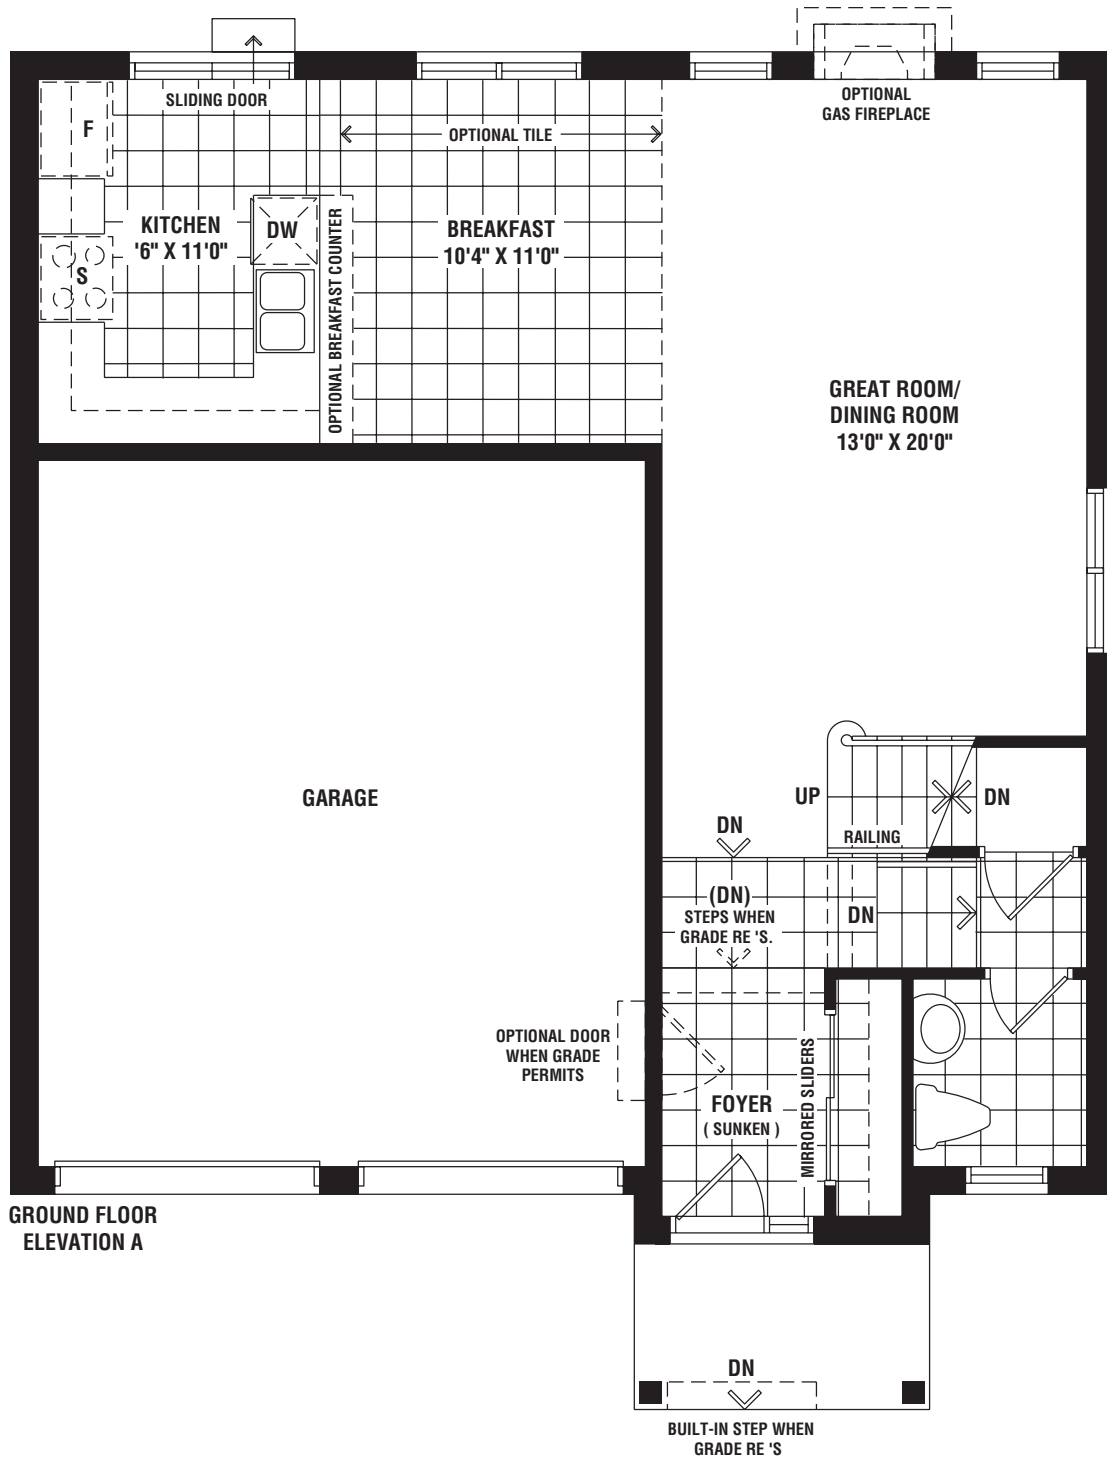 SLIDING DOOR
OPTIONAL
GAS FIREPLACE
F
OPTIONAL TILE
KITCHEN
'6" X 11'0"
DW
BREAKFAST
10'4" X 11'0"
S
OPTIONAL BREAKFAST COUNTER
GREAT ROOM/
DINING ROOM
13'0" X 20'0"
GARAGE
UP
DN
RAILING
DN
(DN)
STEPS WHEN
GRADE RE 'S.
DN
OPTIONAL DOOR
WHEN GRADE
PERMITS
FOYER
( SUNKEN )
MIRRORED SLIDERS
GROUND FLOOR
ELEVATION A
DN
BUILT-IN STEP WHEN
GRADE RE 'S